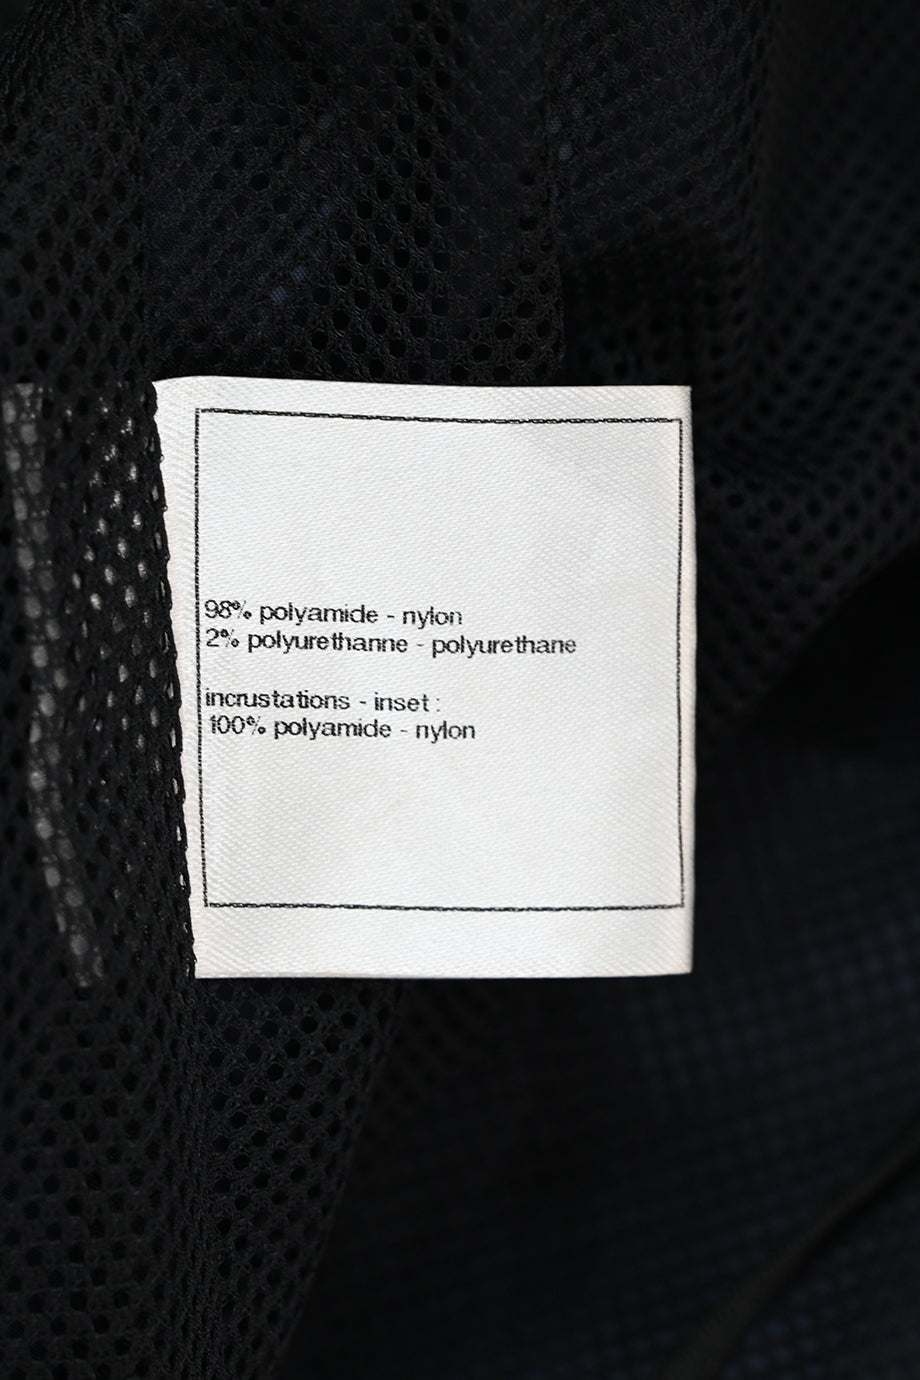 98% polyamide - nylon
2% polyurethanne - polyurethane
incrustations - inset :
100% polyamide - nylon